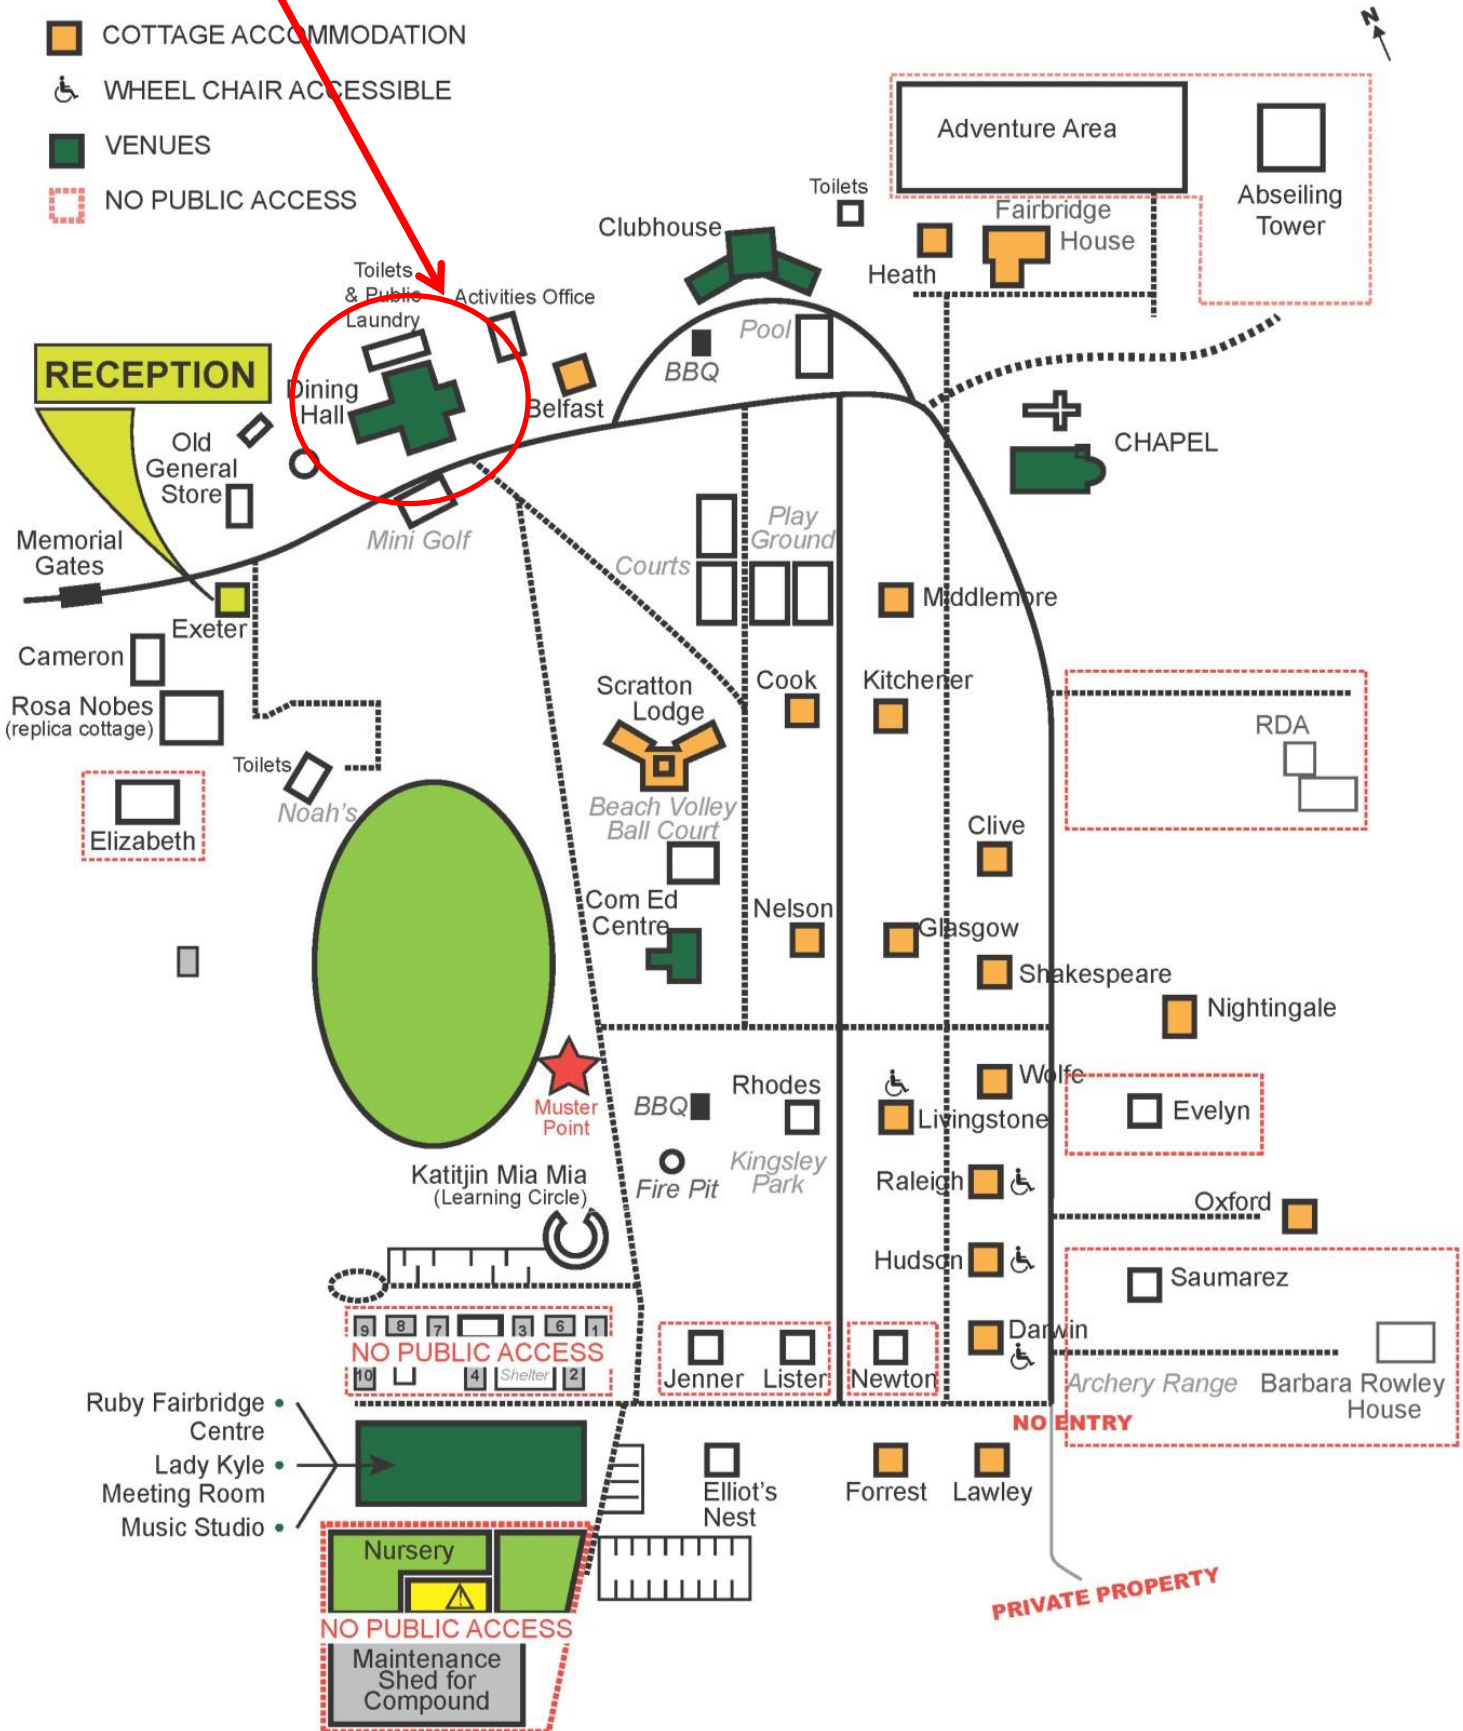 COTTAGE ACCOMMODATION
WHEEL CHAIR ACCESSIBLE
VENUES
NO PUBLIC ACCESS
N
Adventure Area
Abseiling
Tower
Toilets
Fairbridge
House
Heath
Clubhouse
Toilets
& Public
Laundry
Activities Office
Pool
BBQ
RECEPTION
Dining
Hall
Belfast
Old
General
Store
CHAPEL
Mini Golf
Memorial
Gates
Play
Ground
Courts
Middlemore
Exeter
Cameron
Rosa Nobes
(replica cottage)
Scratton
Lodge
Cook
Kitchener
RDA
Toilets
Noah's
Elizabeth
Beach Volley
Ball Court
Clive
Com Ed
Centre
Nelson
Glasgow
Shakespeare
Nightingale
Muster
Point
BBQ
Rhodes
Wolfe
Livingstone
Evelyn
Katitjin Mia Mia
(Learning Circle)
Fire Pit
Kingsley
Park
Raleigh
Oxford
Hudson
Saumarez
9
8
7
3
6
1
NO PUBLIC ACCESS
10
4
Shelter
2
Jenner
Lister
Newton
Darwin
Archery Range
Barbara Rowley
House
NO ENTRY
Ruby Fairbridge
Centre
Lady Kyle
Meeting Room
Music Studio
Elliot's
Nest
Forrest
Lawley
Nursery
NO PUBLIC ACCESS
Maintenance
Shed for
Compound
PRIVATE PROPERTY